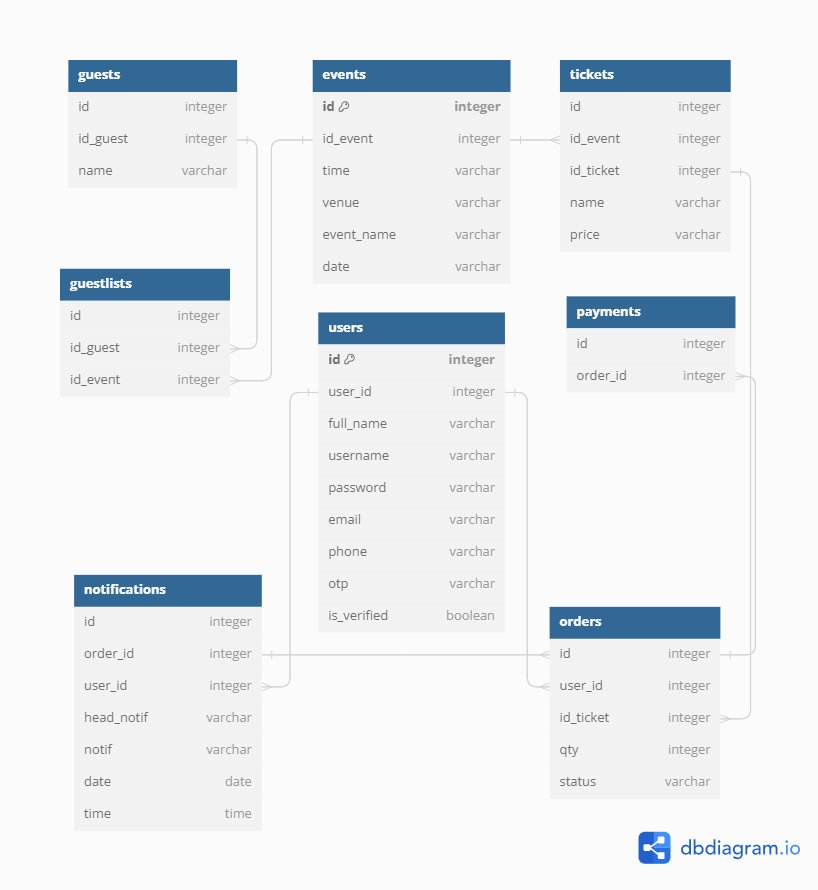 guests
id integer
id_guest integer
name varchar
events
id integer
id_event integer
time varchar
venue varchar
event_name varchar
date varchar
tickets
id integer
id_event integer
id_ticket integer
name varchar
price varchar
guestlists
id integer
id_guest integer
id_event integer
users
id integer
user_id integer
full_name varchar
username varchar
password varchar
email varchar
phone varchar
otp varchar
is_verified boolean
payments
id integer
order_id integer
notifications
id integer
order_id integer
user_id integer
head_notif varchar
notif varchar
date date
time time
orders
id integer
user_id integer
id_ticket integer
qty integer
status varchar
dbdiagram.io